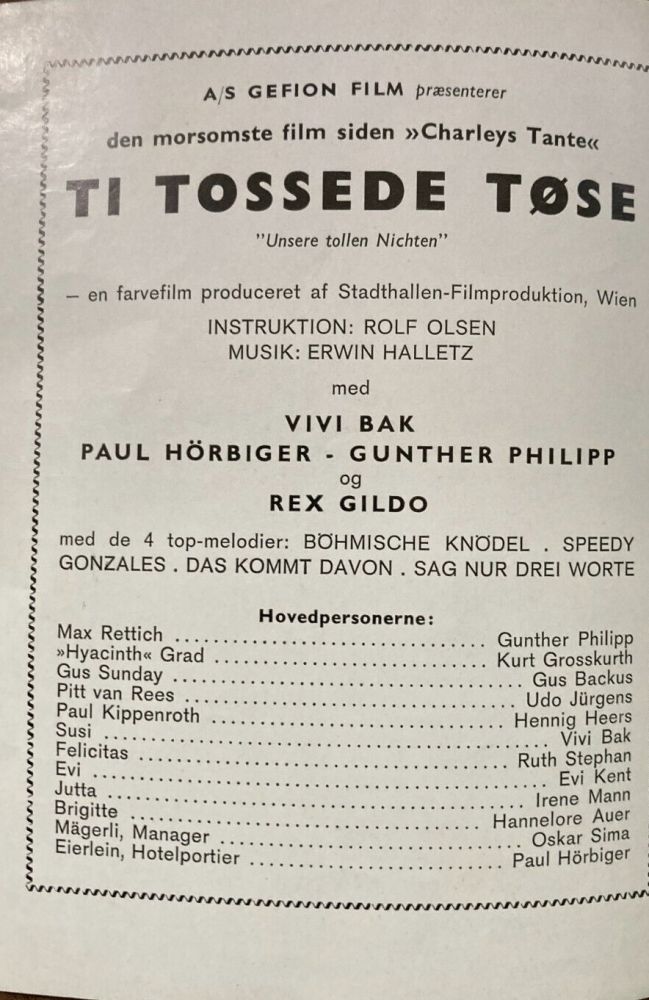 A/S GEFION FILM præsenterer
den morsomste film siden »Charleys Tante«
TI TOSSEDE TØSE
"Unsere tollen Nichten"
– en farvefilm produceret af Stadthallen-Filmproduktion, Wien
INSTRUKTION: ROLF OLSEN
MUSIK: ERWIN HALLETZ
med
VIVI BAK
PAUL HÖRBIGER - GUNTHER PHILIPP
og
REX GILDO
med de 4 top-melodier: BÖHMISCHE KNÖDEL . SPEEDY
GONZALES . DAS KOMMT DAVON . SAG NUR DREI WORTE
Hovedpersonerne:
Max Rettich ................................ Gunther Philipp
»Hyacinth« Grad ............................ Kurt Grosskurth
Gus Sunday .................................... Gus Backus
Pitt van Rees .................................. Udo Jürgens
Paul Kippenroth ............................... Hennig Heers
Susi .............................................. Vivi Bak
Felicitas ...................................... Ruth Stephan
Evi ............................................... Evi Kent
Jutta ........................................... Irene Mann
Brigitte .................................... Hannelore Auer
Mägerli, Manager ............................... Oskar Sima
Eierlein, Hotelportier .......................... Paul Hörbiger